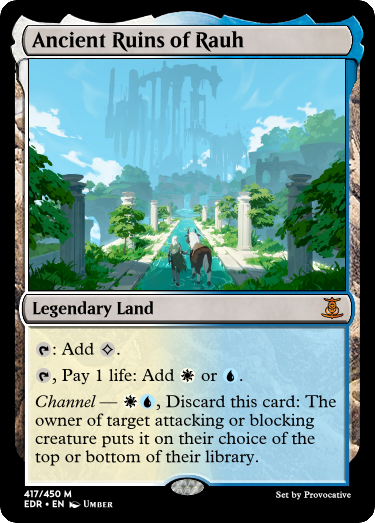 Ancient Ruins of Rauh
Legendary Land
: Add .
, Pay 1 life: Add or .
Channel — , Discard this card: The
owner of target attacking or blocking
creature puts it on their choice of the
top or bottom of their library.
417/450 M
EDR • EN Umber
Set by Provocative